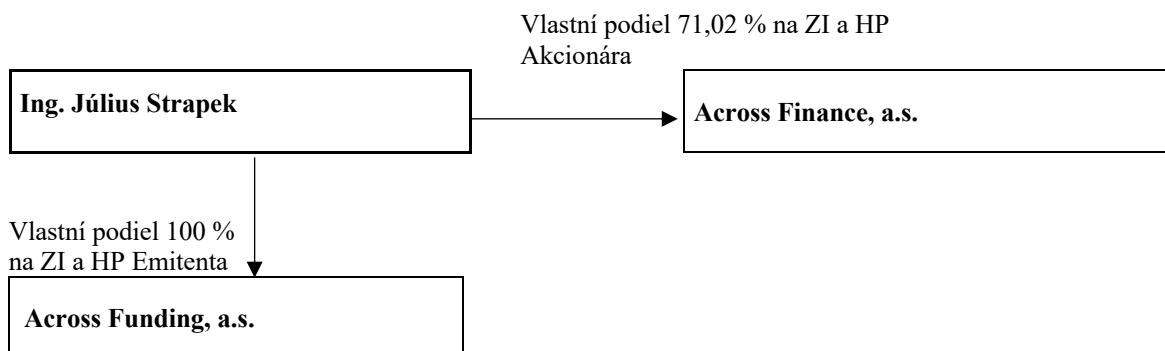 Vlastní podiel 71,02 % na ZI a HP
Akcionára
Ing. Július Strapek
Across Finance, a.s.
Vlastní podiel 100 %
na ZI a HP Emitenta
Across Funding, a.s.